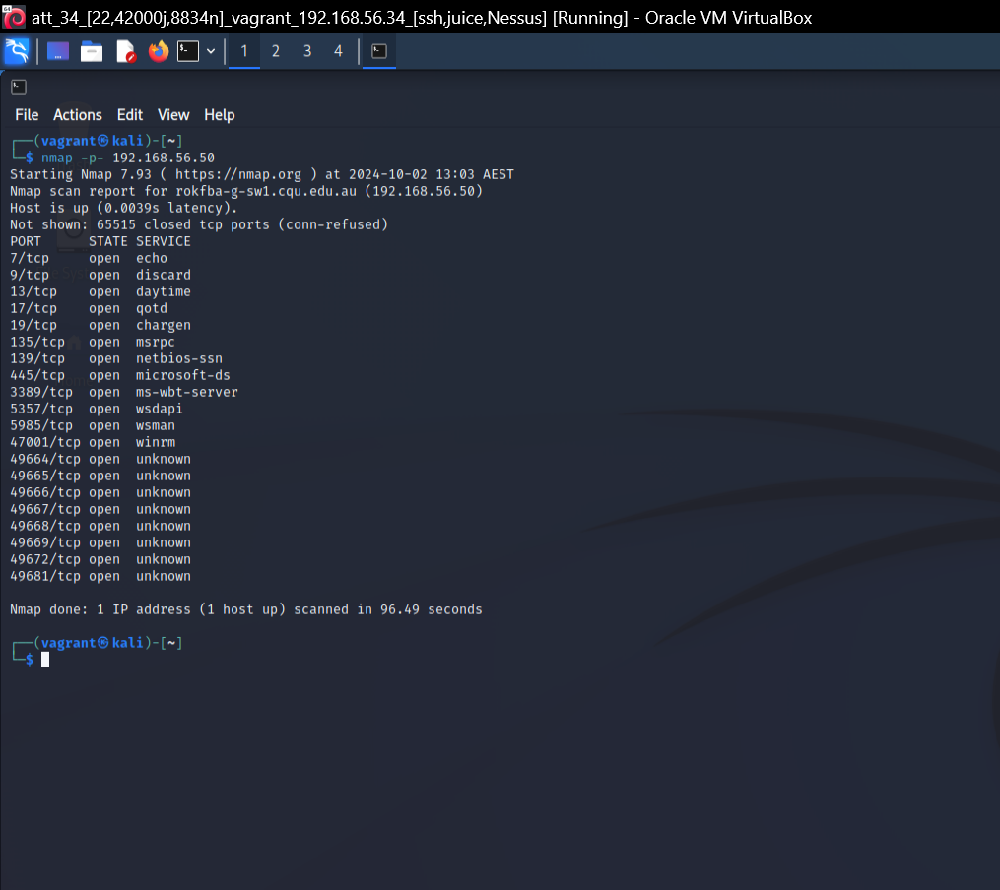 att_34_[22,42000j,8834n]_vagrant_192.168.56.34_[ssh,juice,Nessus] [Running] - Oracle VM VirtualBox
1 2 3 4
File Actions Edit View Help
┌──(vagrant㉿kali)-[~]
└─$ nmap -p- 192.168.56.50
Starting Nmap 7.93 ( https://nmap.org ) at 2024-10-02 13:03 AEST
Nmap scan report for rokfba-g-sw1.cqu.edu.au (192.168.56.50)
Host is up (0.0039s latency).
Not shown: 65515 closed tcp ports (conn-refused)
PORT      STATE SERVICE
7/tcp     open  echo
9/tcp     open  discard
13/tcp    open  daytime
17/tcp    open  qotd
19/tcp    open  chargen
135/tcp   open  msrpc
139/tcp   open  netbios-ssn
445/tcp   open  microsoft-ds
3389/tcp  open  ms-wbt-server
5357/tcp  open  wsdapi
5985/tcp  open  wsman
47001/tcp open  winrm
49664/tcp open  unknown
49665/tcp open  unknown
49666/tcp open  unknown
49667/tcp open  unknown
49668/tcp open  unknown
49669/tcp open  unknown
49672/tcp open  unknown
49681/tcp open  unknown
Nmap done: 1 IP address (1 host up) scanned in 96.49 seconds
┌──(vagrant㉿kali)-[~]
└─$